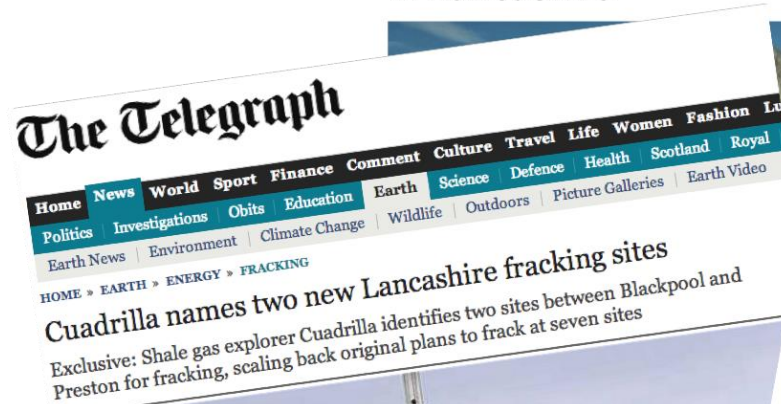 The Telegraph
Home News World Sport Finance Comment Culture Travel Life Women Fashion
Politics Investigations Obits Education Earth Science Defence Health Scotland Royal
Earth News Environment Climate Change Wildlife Outdoors Picture Galleries Earth Video
HOME » EARTH » ENERGY » FRACKING
Cuadrilla names two new Lancashire fracking sites
Exclusive: Shale gas explorer Cuadrilla identifies two sites between Blackpool and
Preston for fracking, scaling back original plans to frack at seven sites